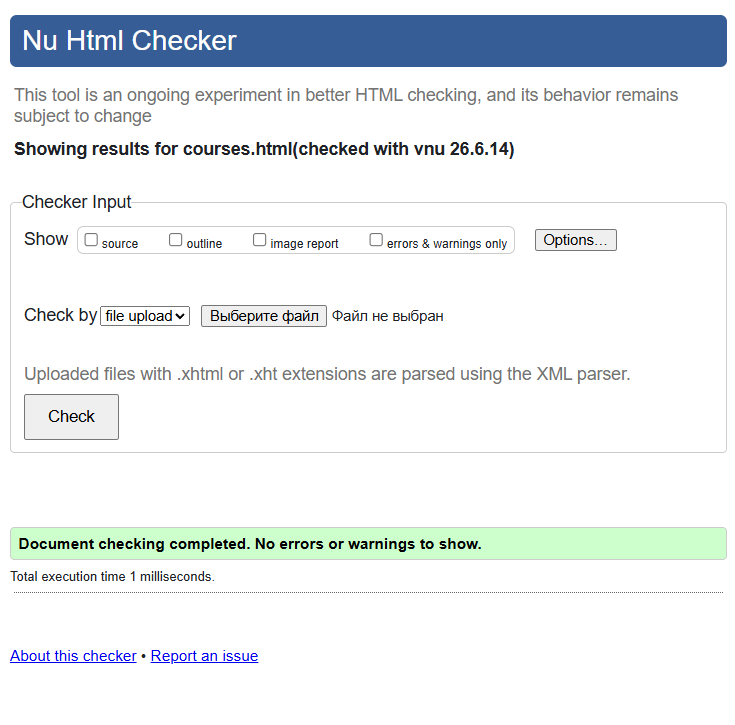 Nu Html Checker
This tool is an ongoing experiment in better HTML checking, and its behavior remains
subject to change
Showing results for courses.html(checked with vnu 26.6.14)
Checker Input
Show source outline image report errors & warnings only Options...
Check by file upload Выберите файл Файл не выбран
Uploaded files with .xhtml or .xht extensions are parsed using the XML parser.
Check
Document checking completed. No errors or warnings to show.
Total execution time 1 milliseconds.
About this checker • Report an issue